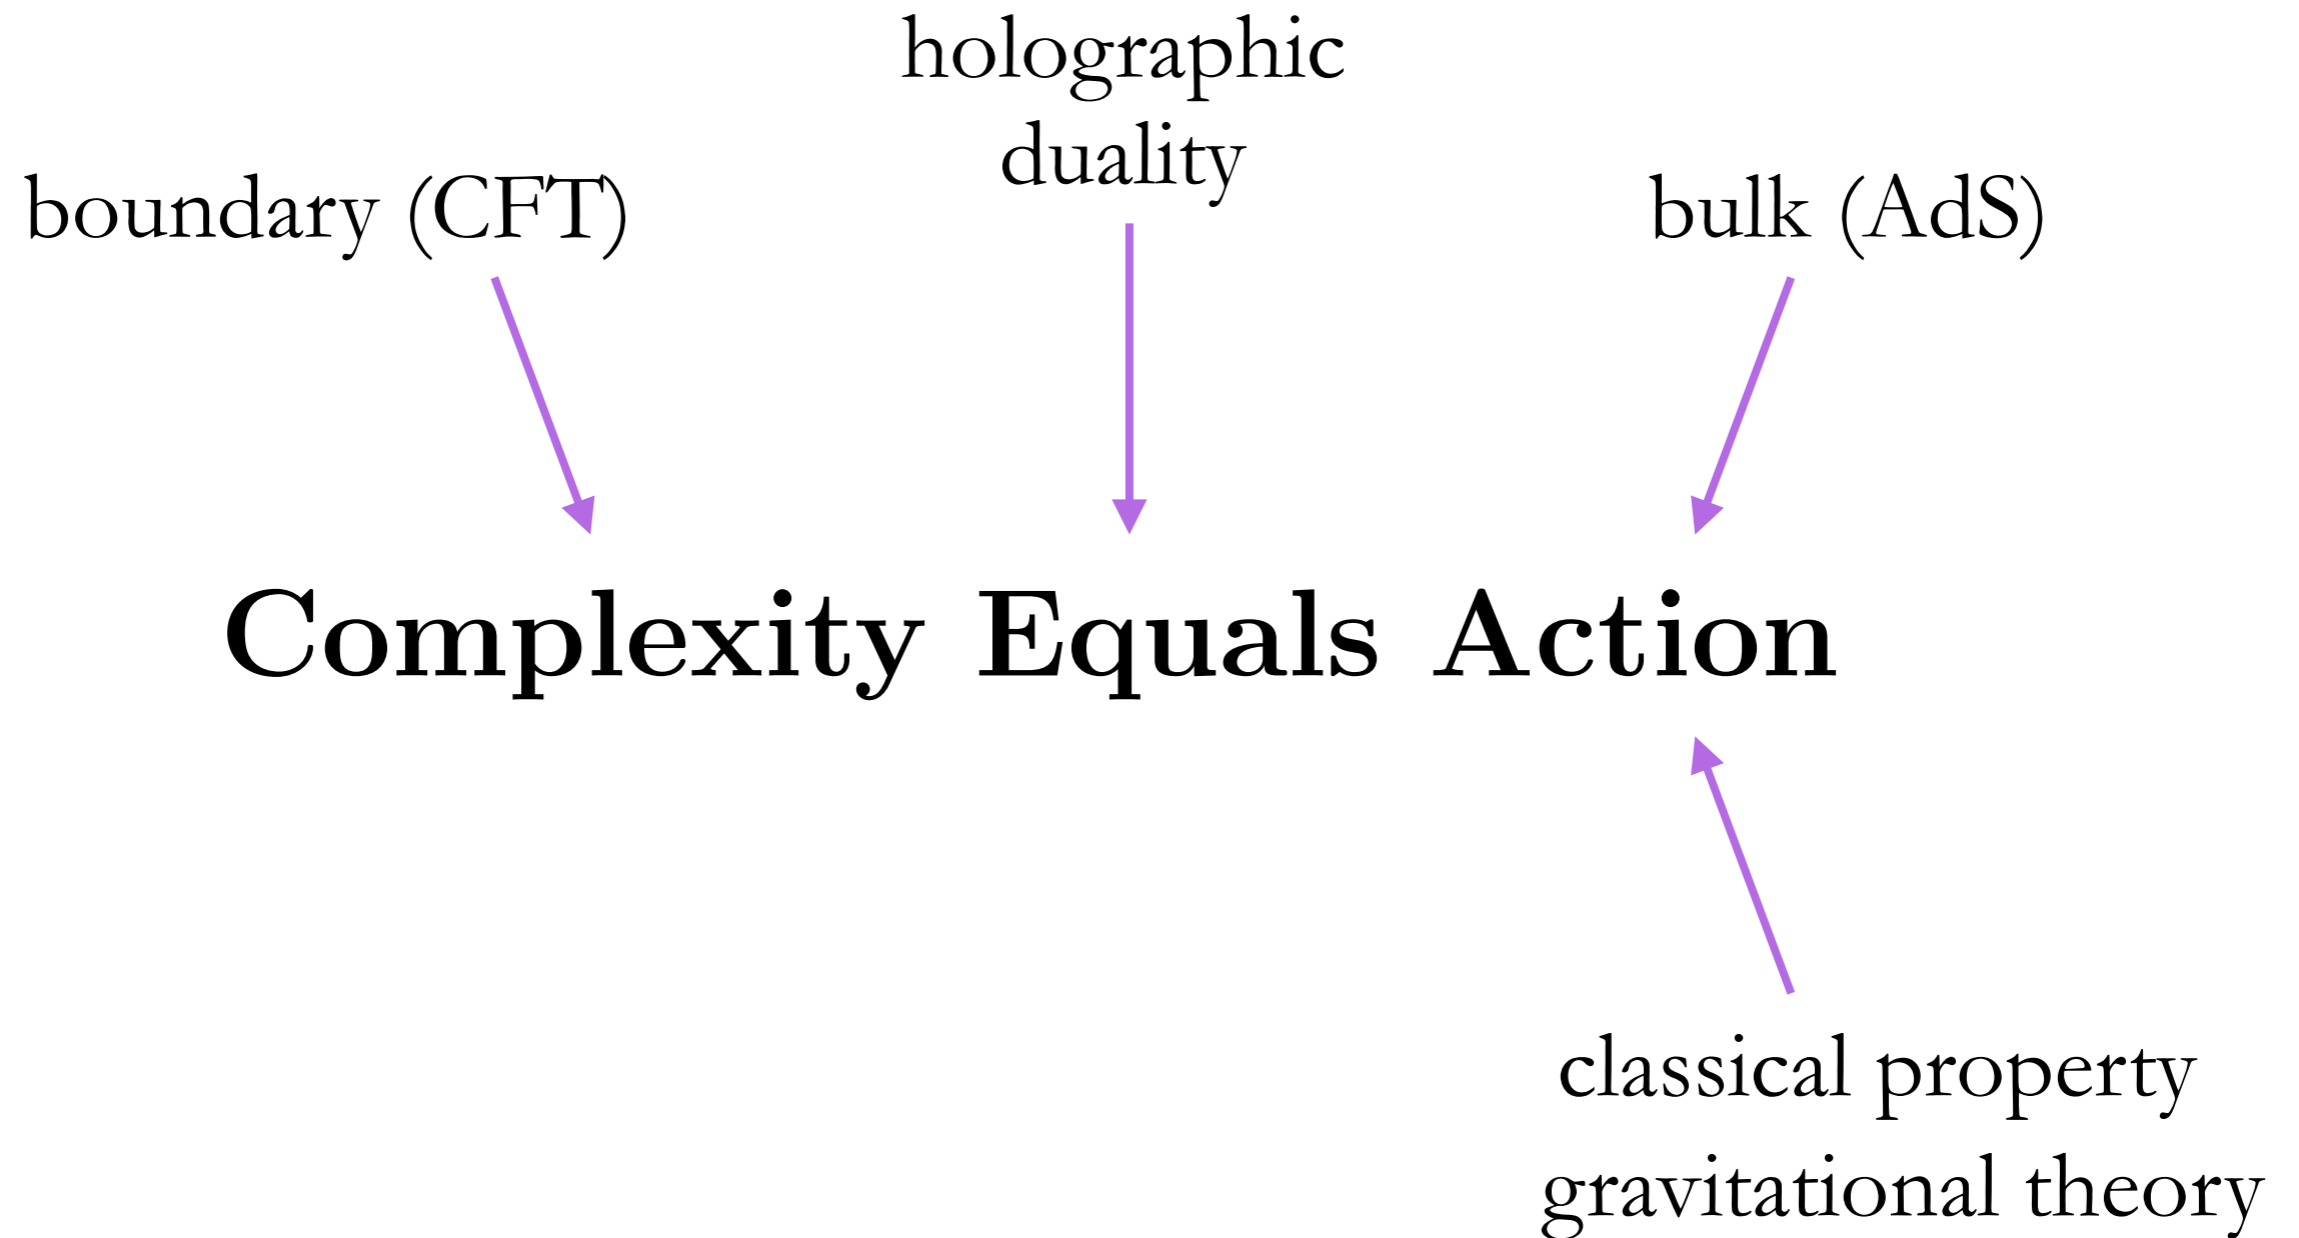 holographic
duality
boundary (CFT)
bulk (AdS)
Complexity Equals Action
classical property
gravitational theory